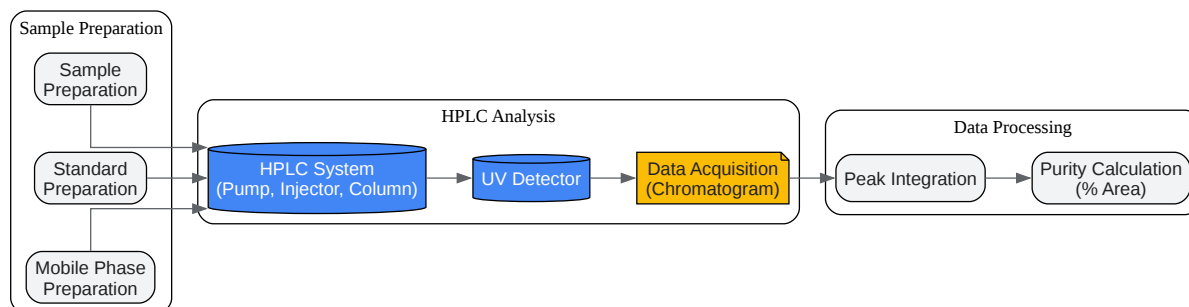 Sample Preparation
Sample
Preparation
Standard
Preparation
Mobile Phase
Preparation
HPLC Analysis
HPLC System
(Pump, Injector, Column)
UV Detector
Data Acquisition
(Chromatogram)
Data Processing
Peak Integration
Purity Calculation
(% Area)